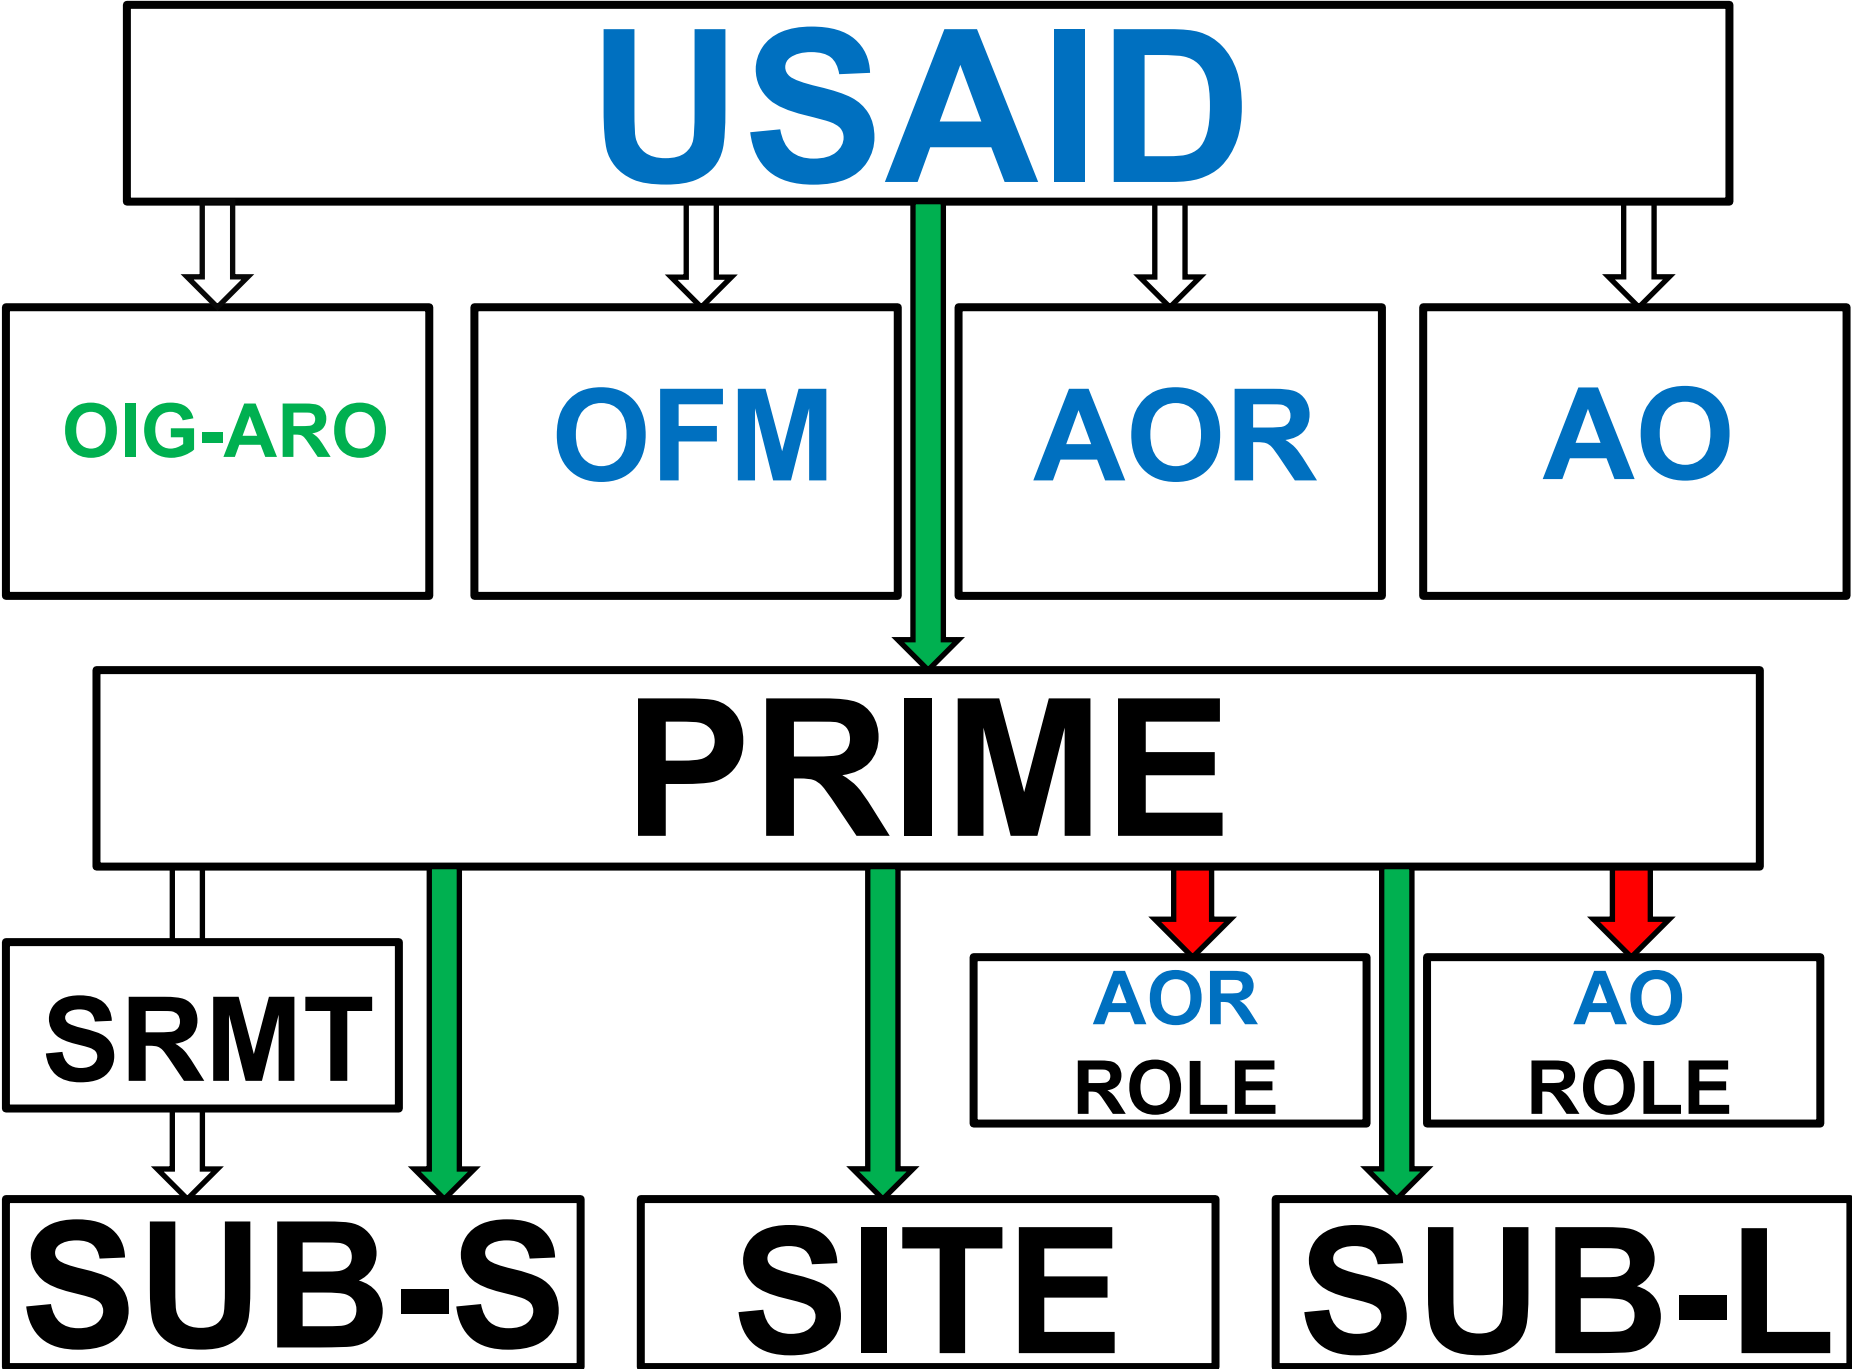 USAID
OIG-ARO
OFM
AOR
AO
PRIME
SRMT
AOR
ROLE
AO
ROLE
SUB-S
SITE
SUB-L